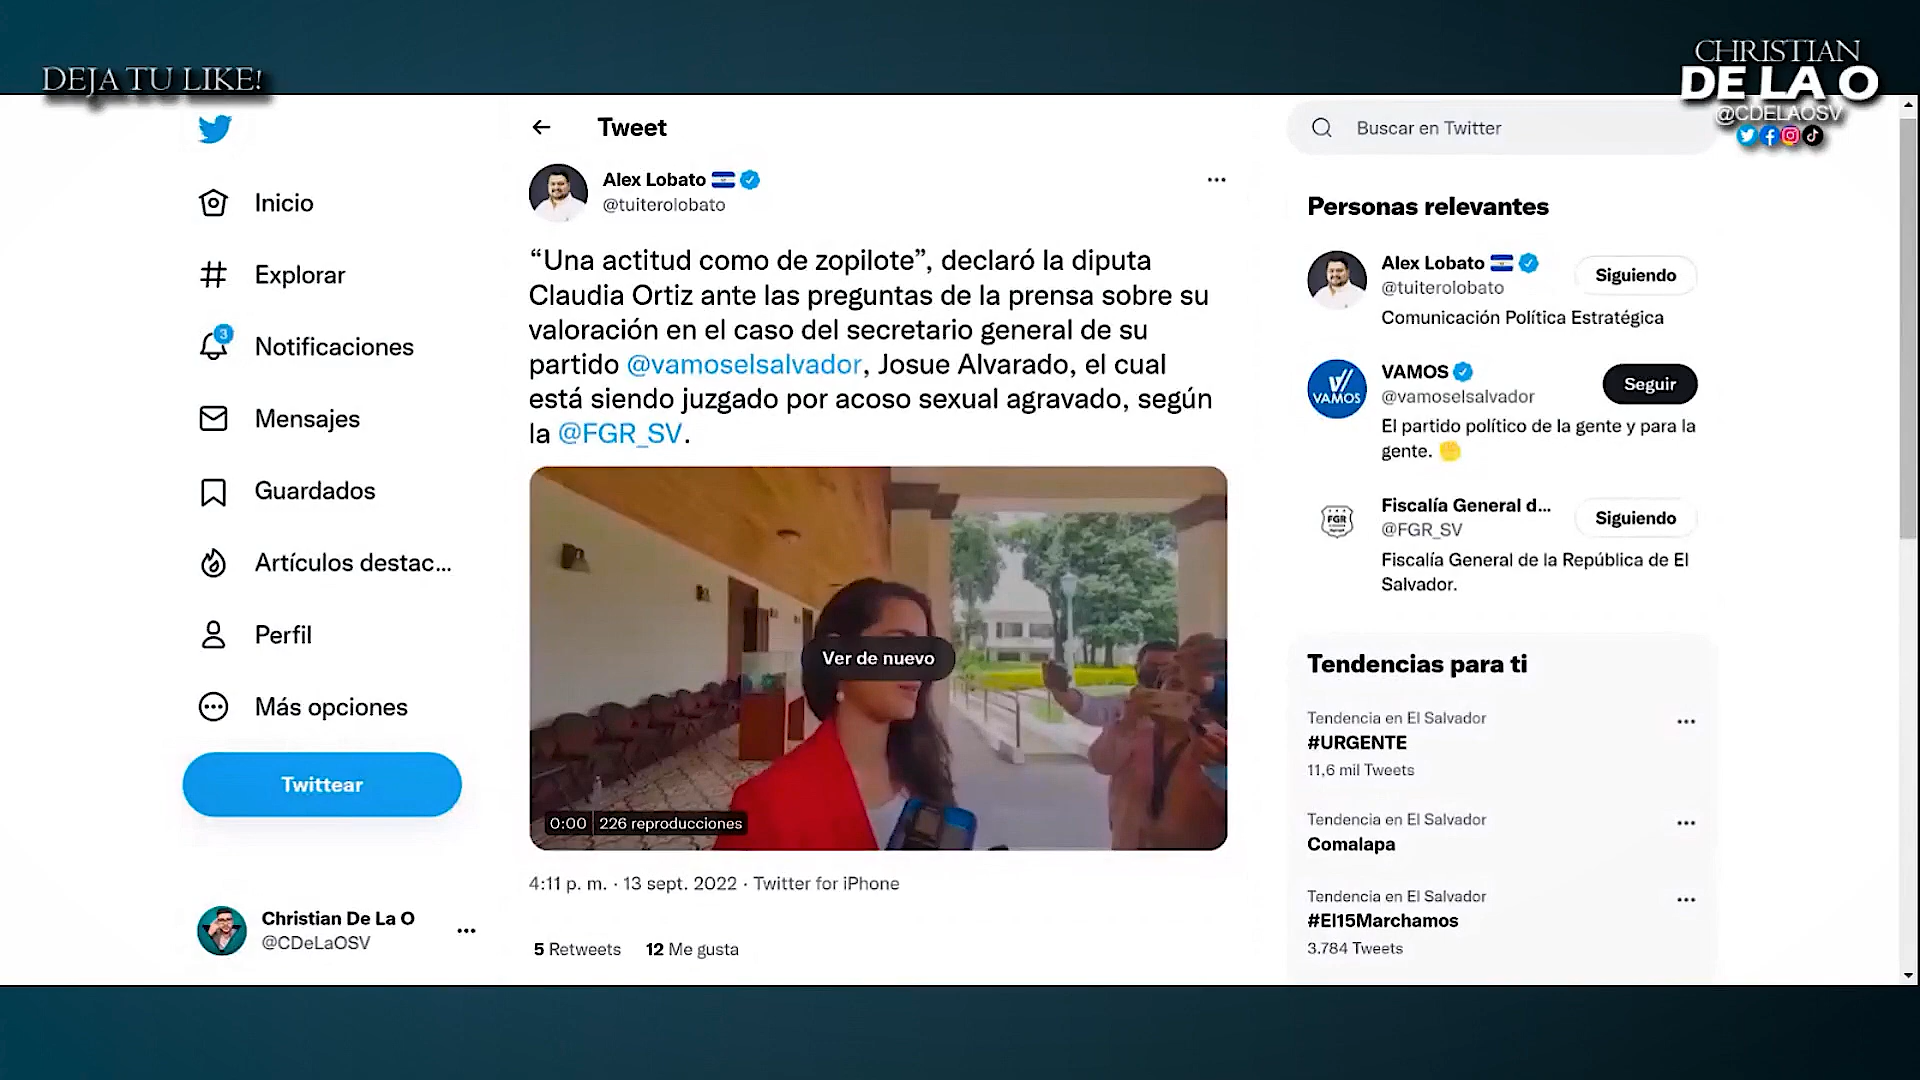 DEJA TU LIKE!
CHRISTIAN
DE LA O
@CDELAOSV
Inicio
Explorar
3
Notificaciones
Mensajes
Guardados
Artículos destac...
Perfil
Más opciones
Twittear
Christian De La O
@CDeLaOSV
Tweet
Alex Lobato
@tuiterolobato
“Una actitud como de zopilote”, declaró la diputa
Claudia Ortiz ante las preguntas de la prensa sobre su
valoración en el caso del secretario general de su
partido @vamoselsalvador, Josue Alvarado, el cual
está siendo juzgado por acoso sexual agravado, según
la @FGR_SV.
Ver de nuevo
0:00 226 reproducciones
4:11 p. m. · 13 sept. 2022 · Twitter for iPhone
5 Retweets 12 Me gusta
Buscar en Twitter
Personas relevantes
Alex Lobato
@tuiterolobato
Siguiendo
Comunicación Política Estratégica
VAMOS
VAMOS
@vamoselsalvador
Seguir
El partido político de la gente y para la
gente.
FGR
Fiscalía General d...
@FGR_SV
Siguiendo
Fiscalía General de la República de El
Salvador.
Tendencias para ti
Tendencia en El Salvador
#URGENTE
11,6 mil Tweets
Tendencia en El Salvador
Comalapa
Tendencia en El Salvador
#El15Marchamos
3.784 Tweets